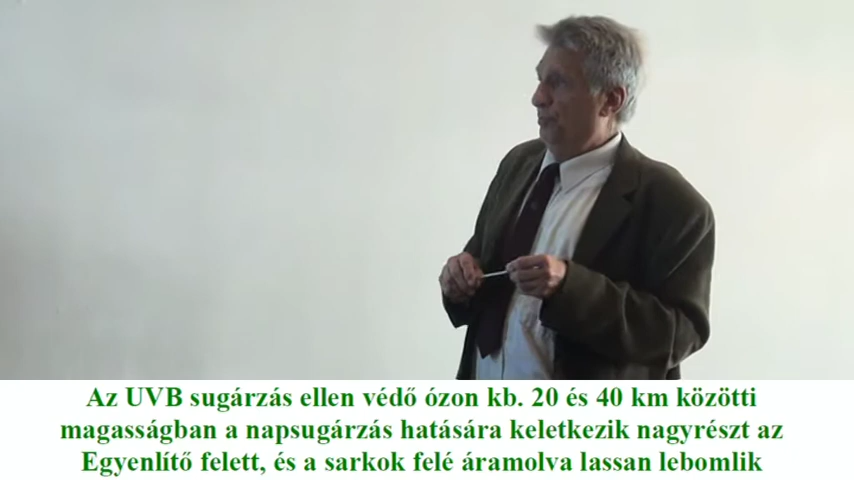 Az UVB sugárzás ellen védő ózon kb. 20 és 40 km közötti
magasságban a napsugárzás hatására keletkezik nagyrészt az
Egyenlítő felett, és a sarkok felé áramolva lassan lebomlik